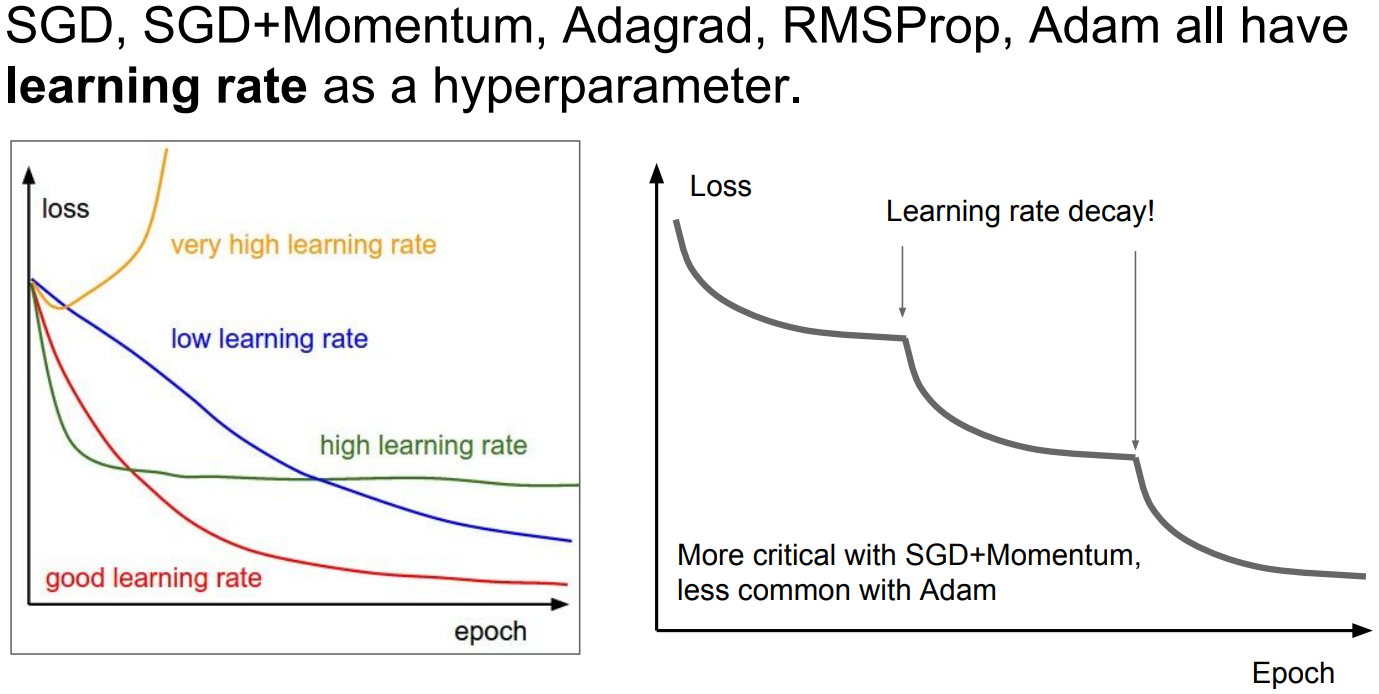 SGD, SGD+Momentum, Adagrad, RMSProp, Adam all have
learning rate as a hyperparameter.
loss
very high learning rate
low learning rate
high learning rate
good learning rate
epoch
Loss
Learning rate decay!
More critical with SGD+Momentum,
less common with Adam
Epoch